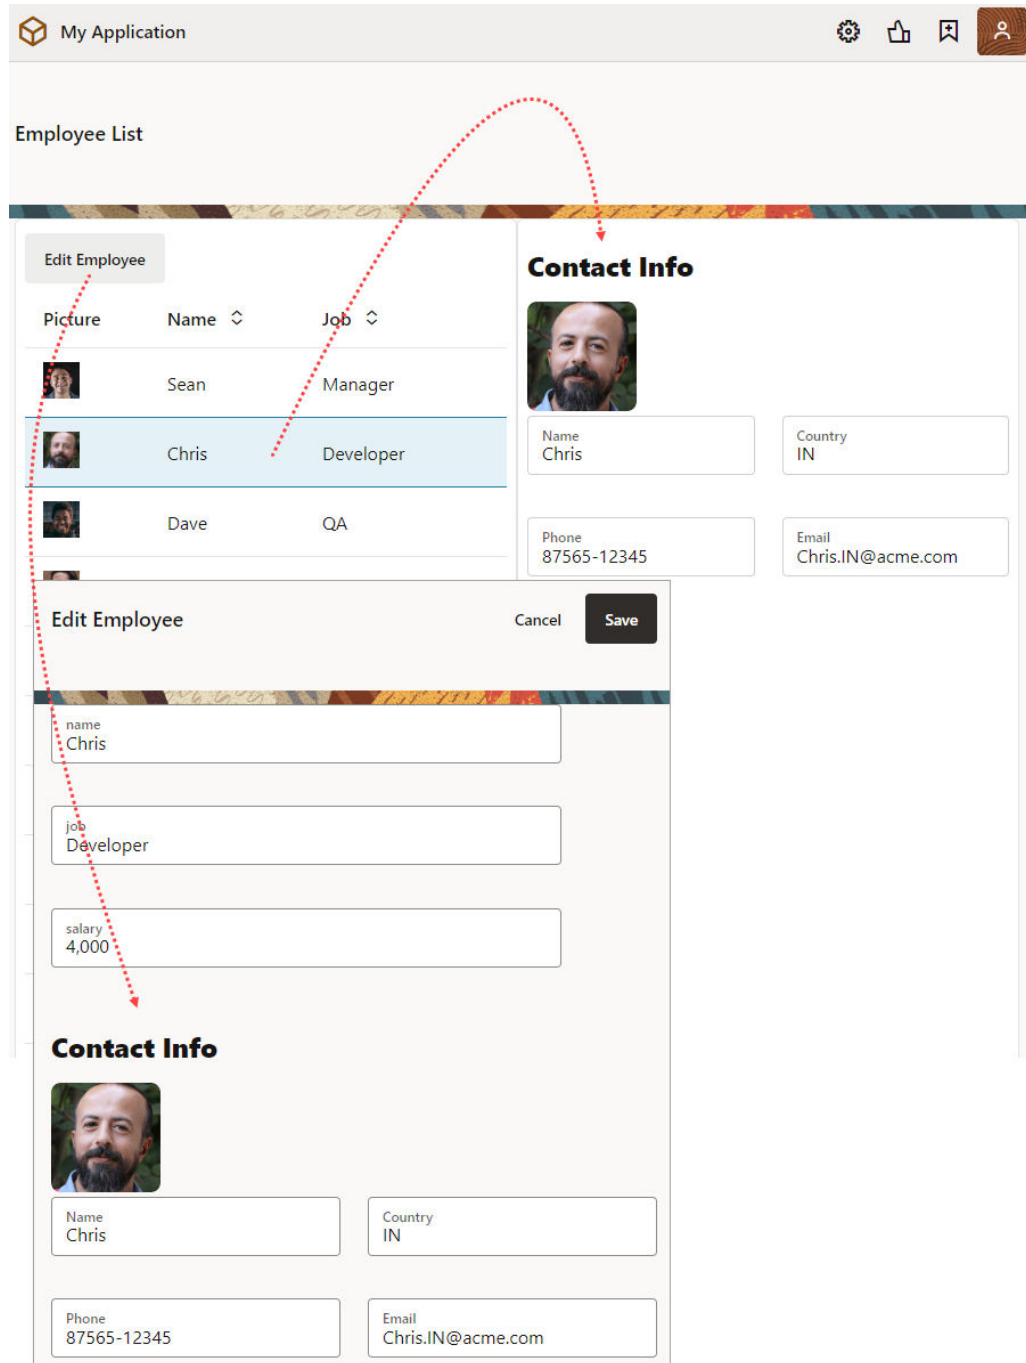 My Application
Employee List
Edit Employee
Picture Name Job
Sean Manager
Chris Developer
Dave QA
Contact Info
Name
Chris
Country
IN
Phone
87565-12345
Email
Chris.IN@acme.com
Edit Employee Cancel Save
name
Chris
job
Developer
salary
4,000
Contact Info
Name
Chris
Country
IN
Phone
87565-12345
Email
Chris.IN@acme.com